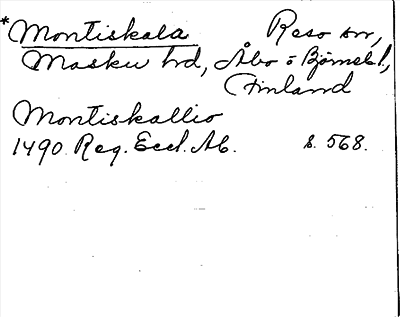 *Montiskala Reso sn,
Masku hd, Åbo o Björneb. l.,
Finland
Montiskallio
1490 Reg. Eccl. Ab. s. 568.